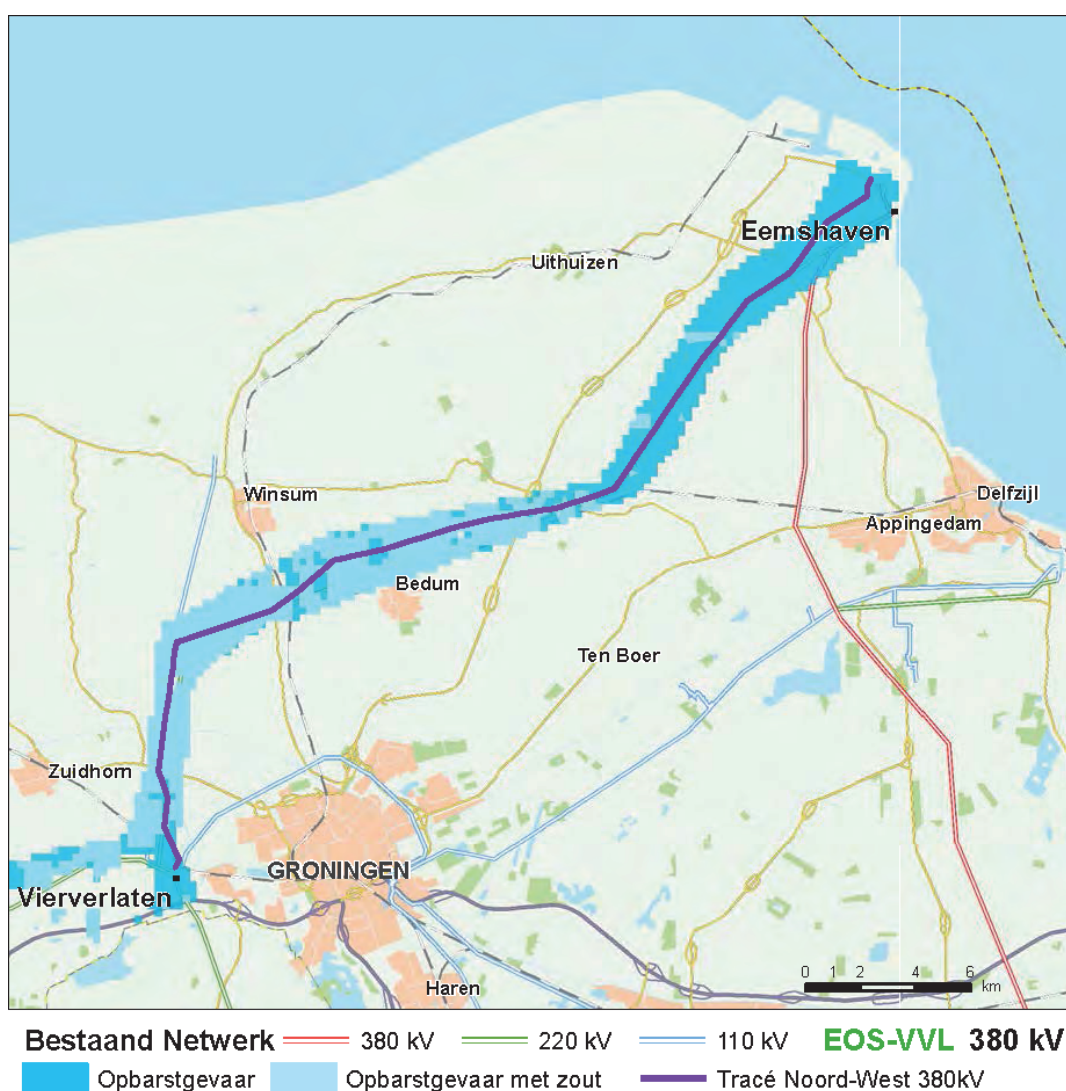 Eemshaven
Uithuizen
Winsum
Delfzijl
Appingedam
Bedum
Ten Boer
Zuidhorn
GRONINGEN
Vierverlaten
Haren
0 1 2 4 6
km
Bestaand Netwerk 380 kV 220 kV 110 kV EOS-VVL 380 kV
Opbarstgevaar Opbarstgevaar met zout Tracé Noord-West 380kV